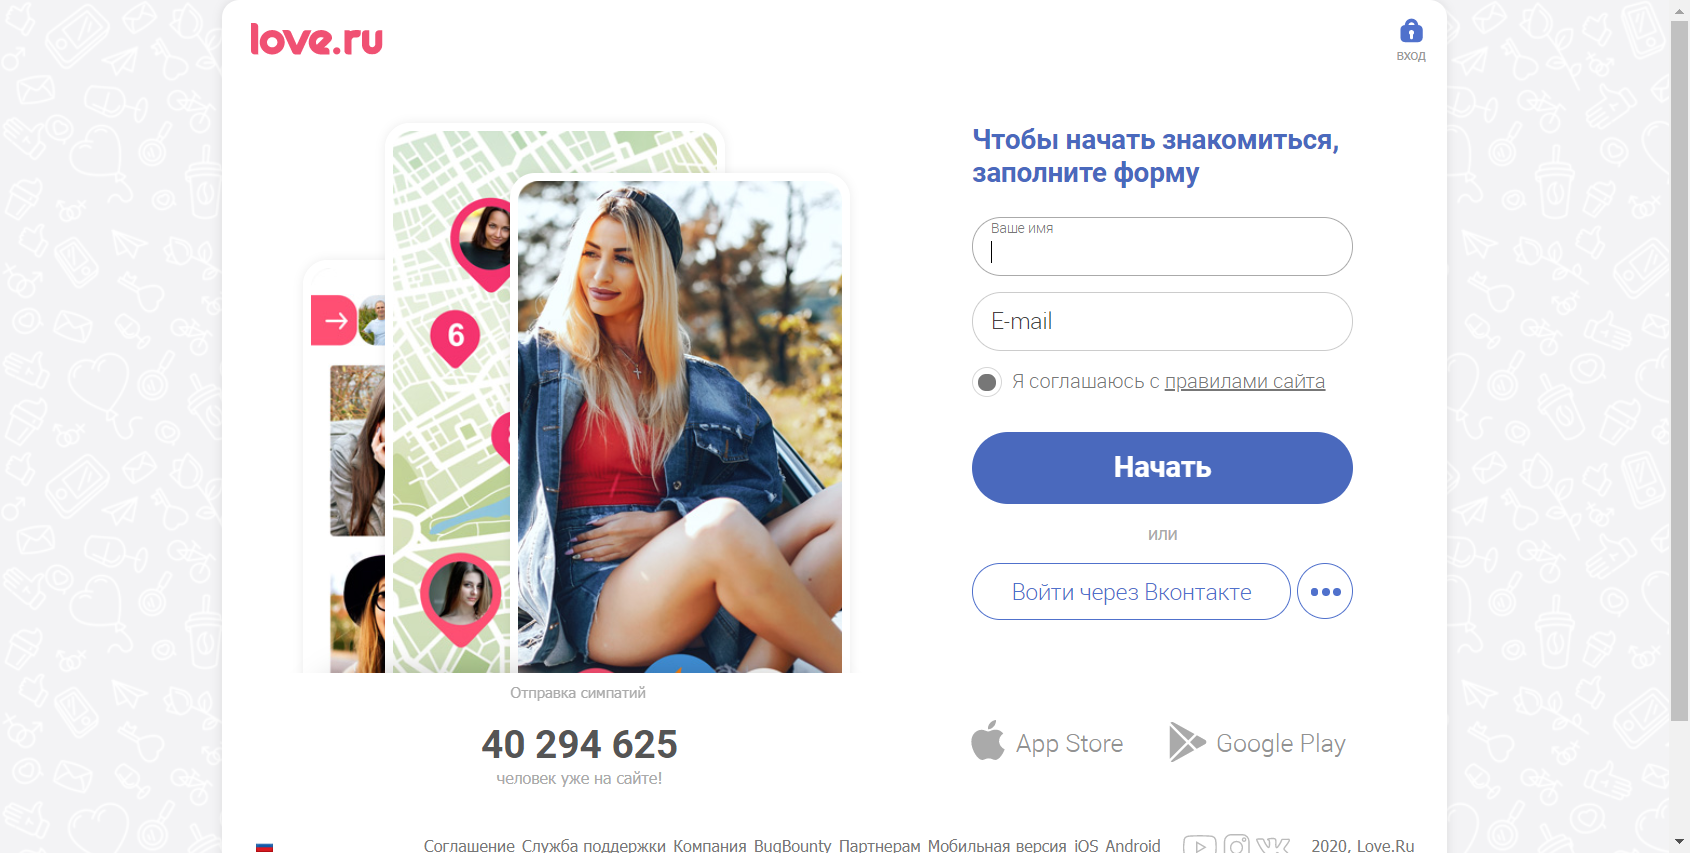 love.ru
вход
Чтобы начать знакомиться,
заполните форму
Ваше имя
E-mail
Я соглашаюсь с правилами сайта
Начать
или
Войти через Вконтакте
6
Отправка симпатий
40 294 625
человек уже на сайте!
App Store
Google Play
Соглашение Служба поддержки Компания BugBounty Партнерам Мобильная версия iOS Android
2020, Love.Ru